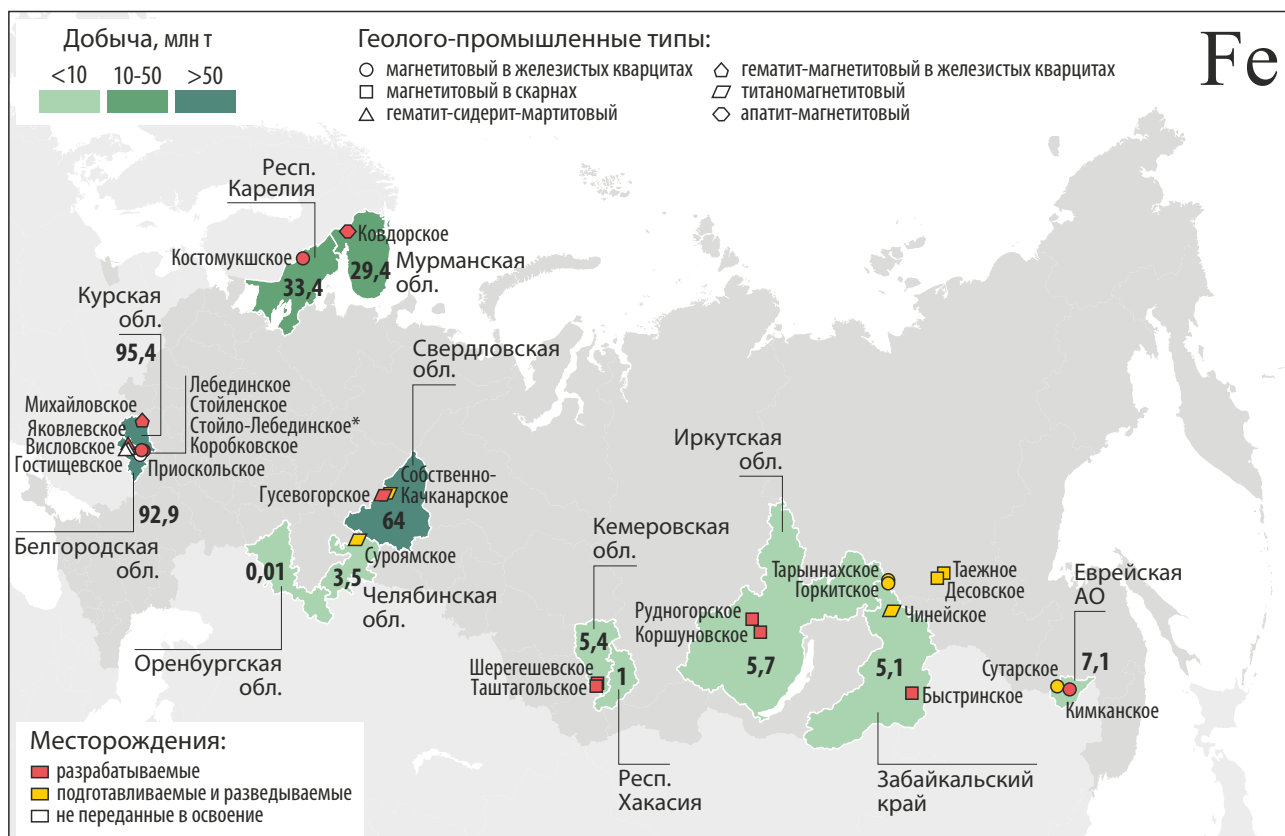 Добыча, млн т
<10 10-50 >50
Геолого-промышленные типы:
магнетитовый в железистых кварцитах
магнетитовый в скарнах
гематит-сидерит-мартитовый
гематит-магнетитовый в железистых кварцитах
титаномагнетитовый
апатит-магнетитовый
Fe
Респ.
Карелия
Ковдорское
Костомукшское
Мурманская
обл.
29,4
33,4
Курская
обл.
95,4
Свердловская
обл.
Лебединское
Стойленское
Стойло-Лебединское*
Коробковское
Михайловское
Яковлевское
Висловское
Гостищевское
Приоскольское
92,9
Белгородская
обл.
Иркутская
обл.
Собственно-
Качканарское
Гусевогорское
64
Суроямское
Кемеровская
обл.
0,01
3,5
Челябинская
обл.
Оренбургская
обл.
Тарыннахское
Горкитское
Таежное
Десовское
Чинейское
Еврейская
АО
Рудногорское
Коршуновское
5,4
5,7
5,1
7,1
Шерегешевское
Таштагольское
1
Сутарское
Быстринское
Кимканское
Респ.
Хакасия
Забайкальский
край
Месторождения:
разрабатываемые
подготавливаемые и разведываемые
не переданные в освоение